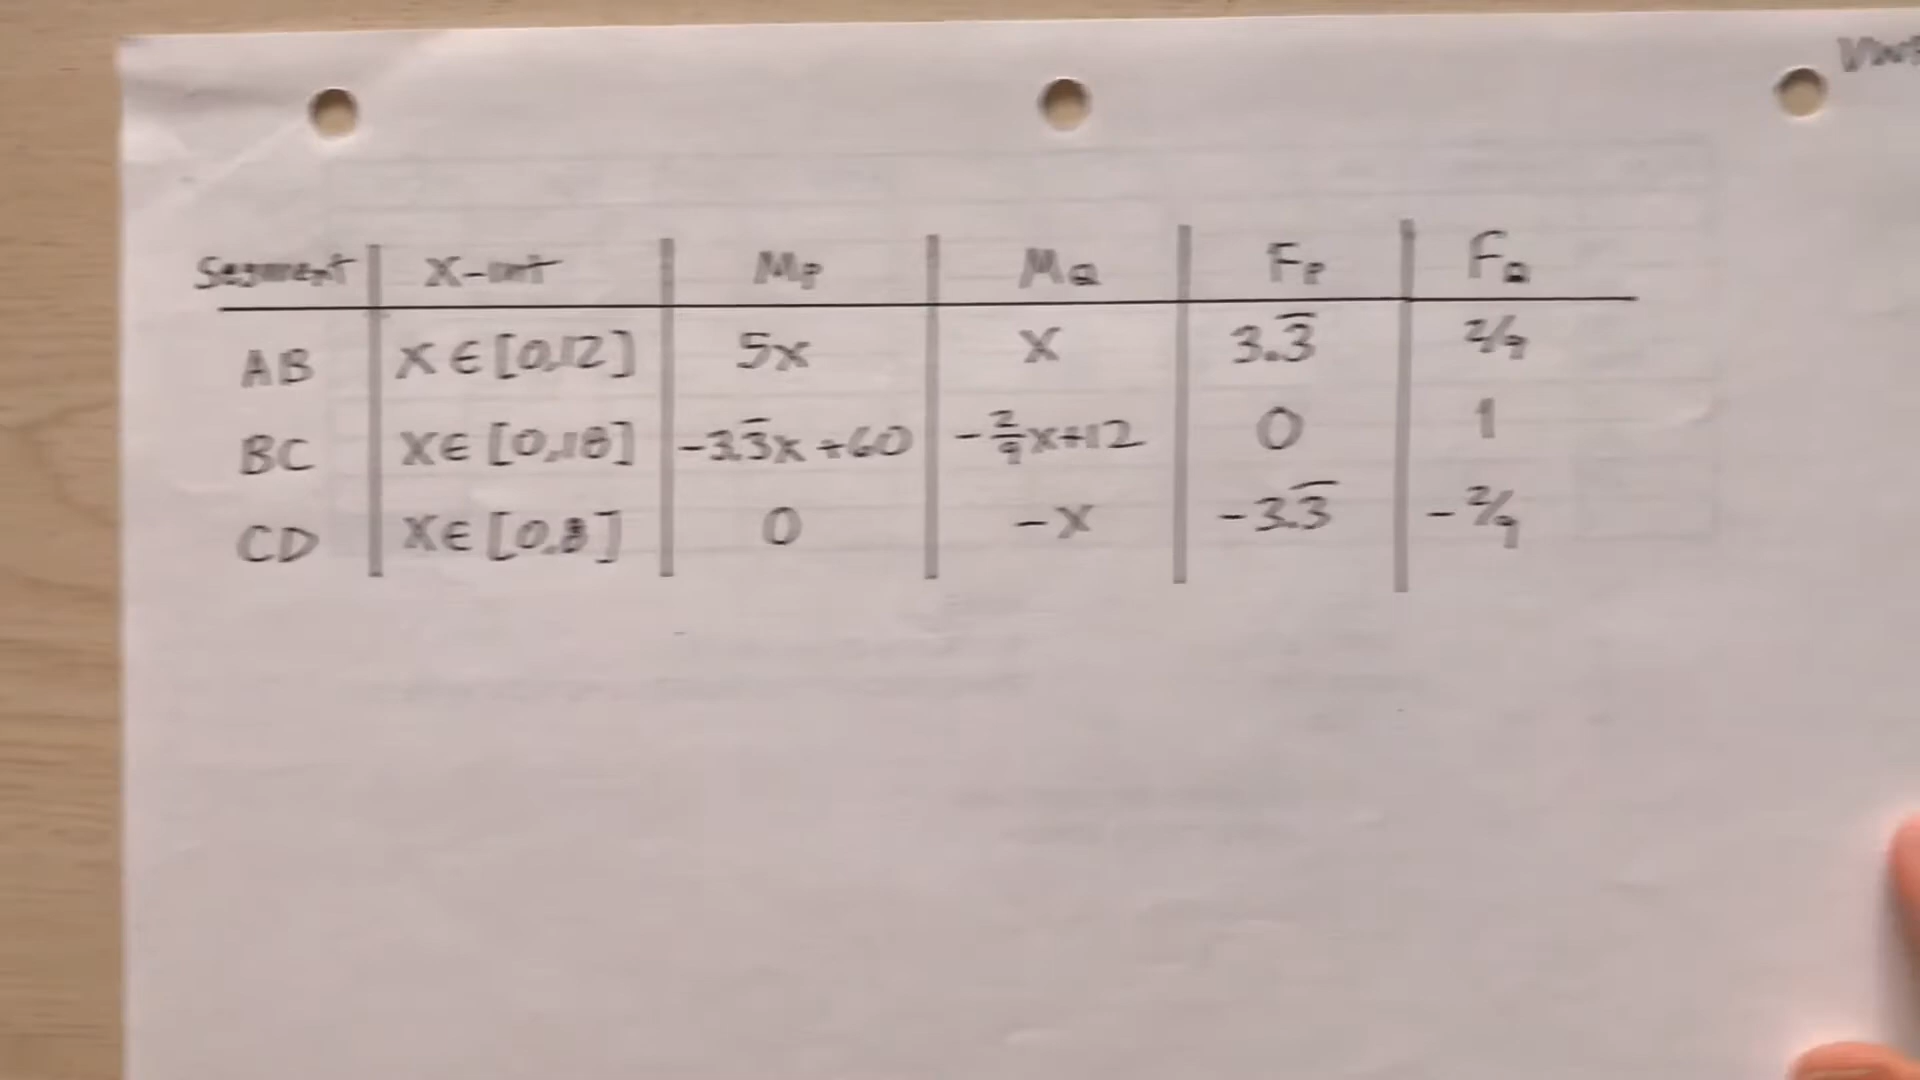 Segment X-int Mp MQ Fp FQ
AB X ∈ [0,12] 5x x 3.3̅ 2/9
BC X ∈ [0,18] -3.3̅x +60 -2/9x+12 0 1
CD X ∈ [0,8] 0 -x -3.3̅ -2/9